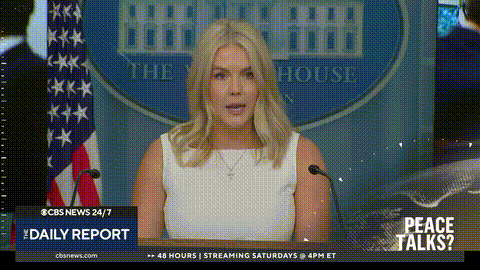 THE HOUSE
PEACE
TALKS?
CBS NEWS 24/7
THE DAILY REPORT
cbsnews.com
48 HOURS | STREAMING SATURDAYS @ 4PM ET